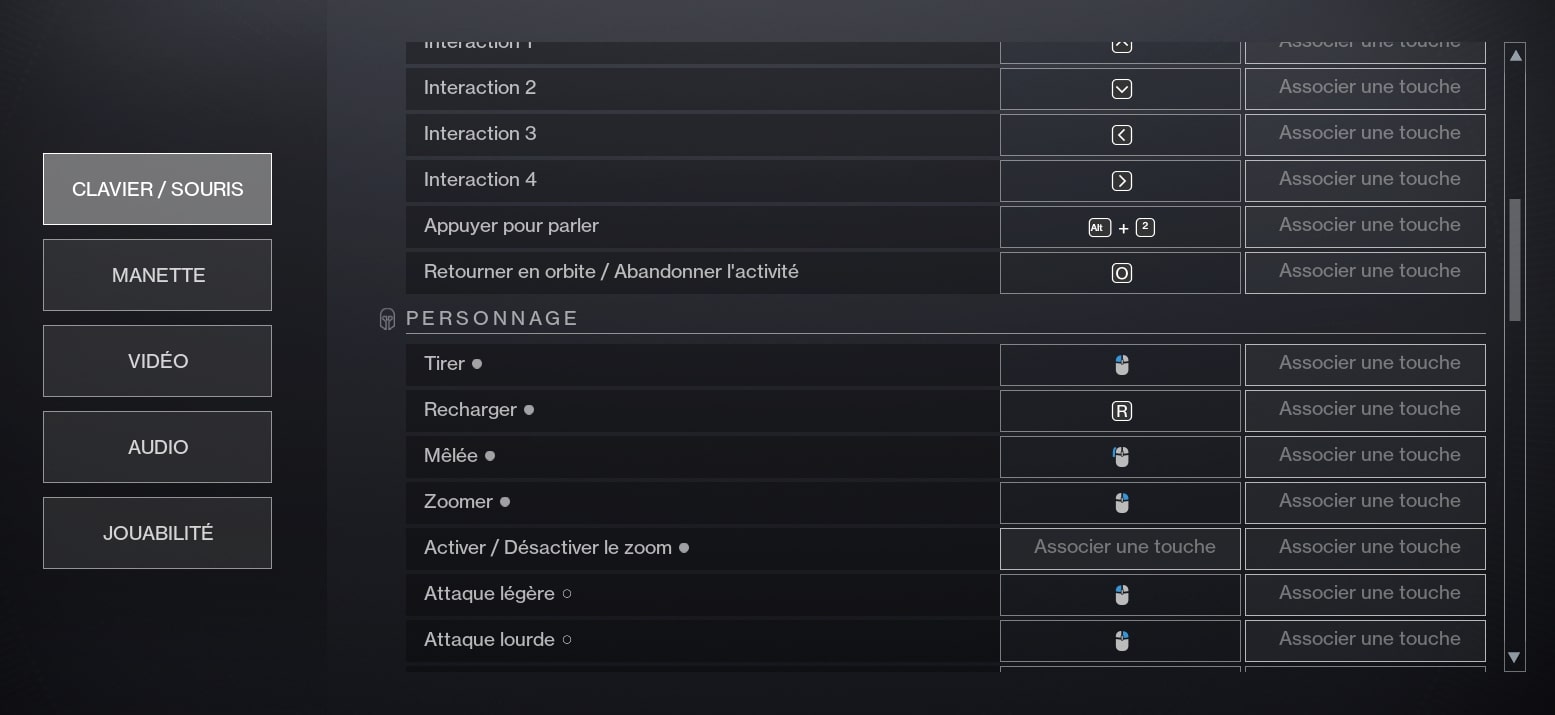 CLAVIER / SOURIS
MANETTE
VIDÉO
AUDIO
JOUABILITÉ
Interaction 1 Associer une touche
Interaction 2 Associer une touche
Interaction 3 Associer une touche
Interaction 4 Associer une touche
Appuyer pour parler Alt + 2 Associer une touche
Retourner en orbite / Abandonner l'activité O Associer une touche
PERSONNAGE
Tirer Associer une touche
Recharger R Associer une touche
Mêlée Associer une touche
Zoomer Associer une touche
Activer / Désactiver le zoom Associer une touche Associer une touche
Attaque légère Associer une touche
Attaque lourde Associer une touche